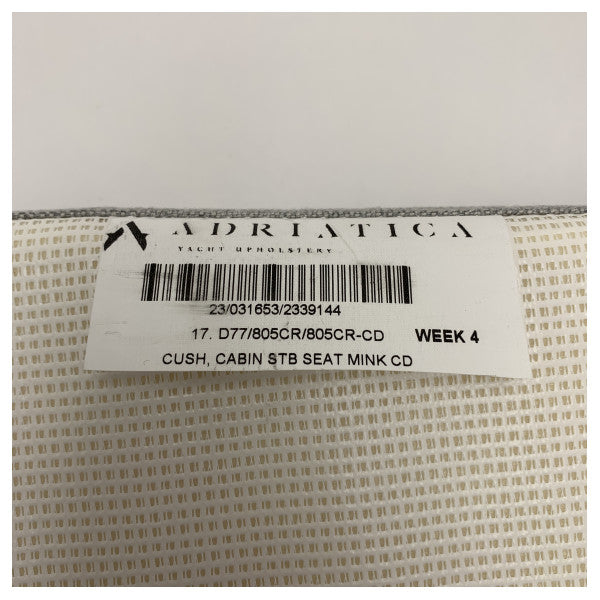 ADRIATICA
YACHT UPHOLSTERY
23/031653/2339144
17. D77/805CR/805CR-CD WEEK 4
CUSH, CABIN STB SEAT MINK CD